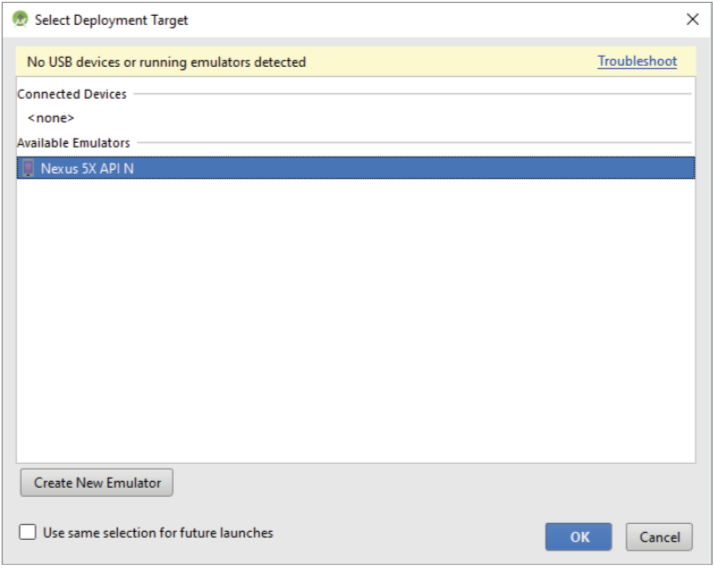 Select Deployment Target
No USB devices or running emulators detected Troubleshoot
Connected Devices
<none>
Available Emulators
Nexus 5X API N
Create New Emulator
Use same selection for future launches
OK Cancel